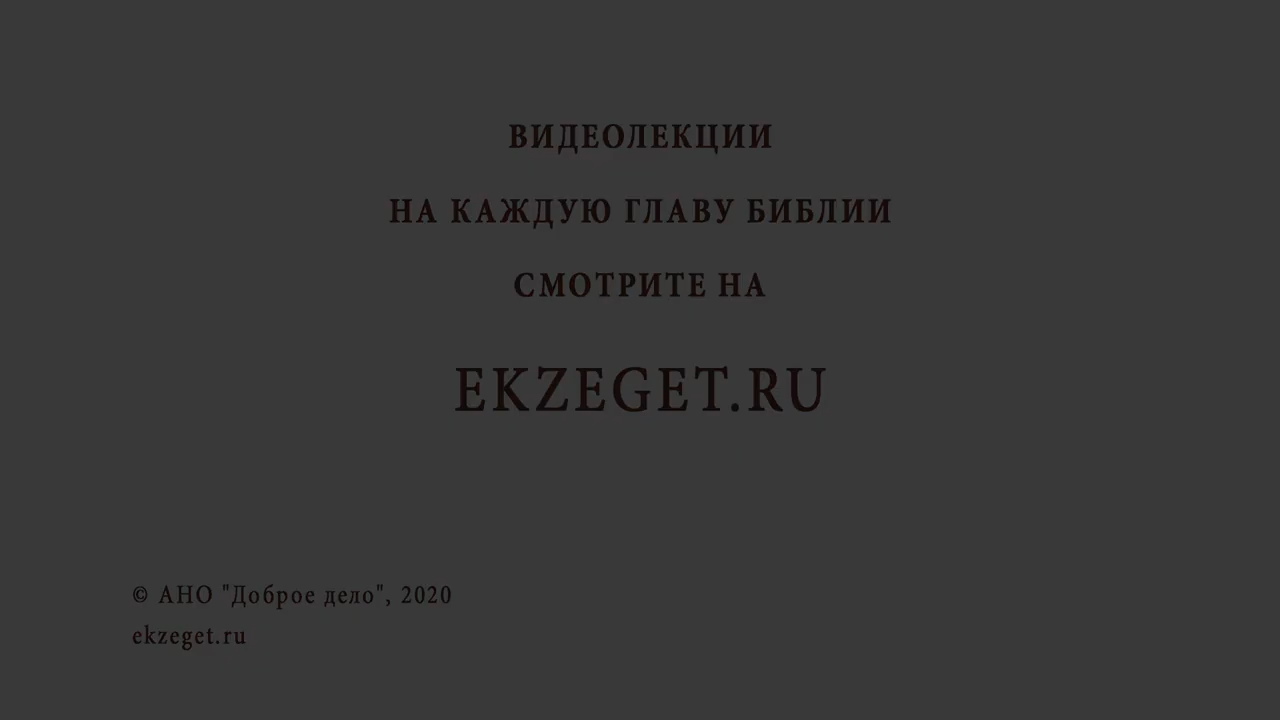 ВИДЕОЛЕКЦИИ
НА КАЖДУЮ ГЛАВУ БИБЛИИ
СМОТРИТЕ НА
EKZEGET.RU
© АНО "Доброе дело", 2020
ekzeget.ru